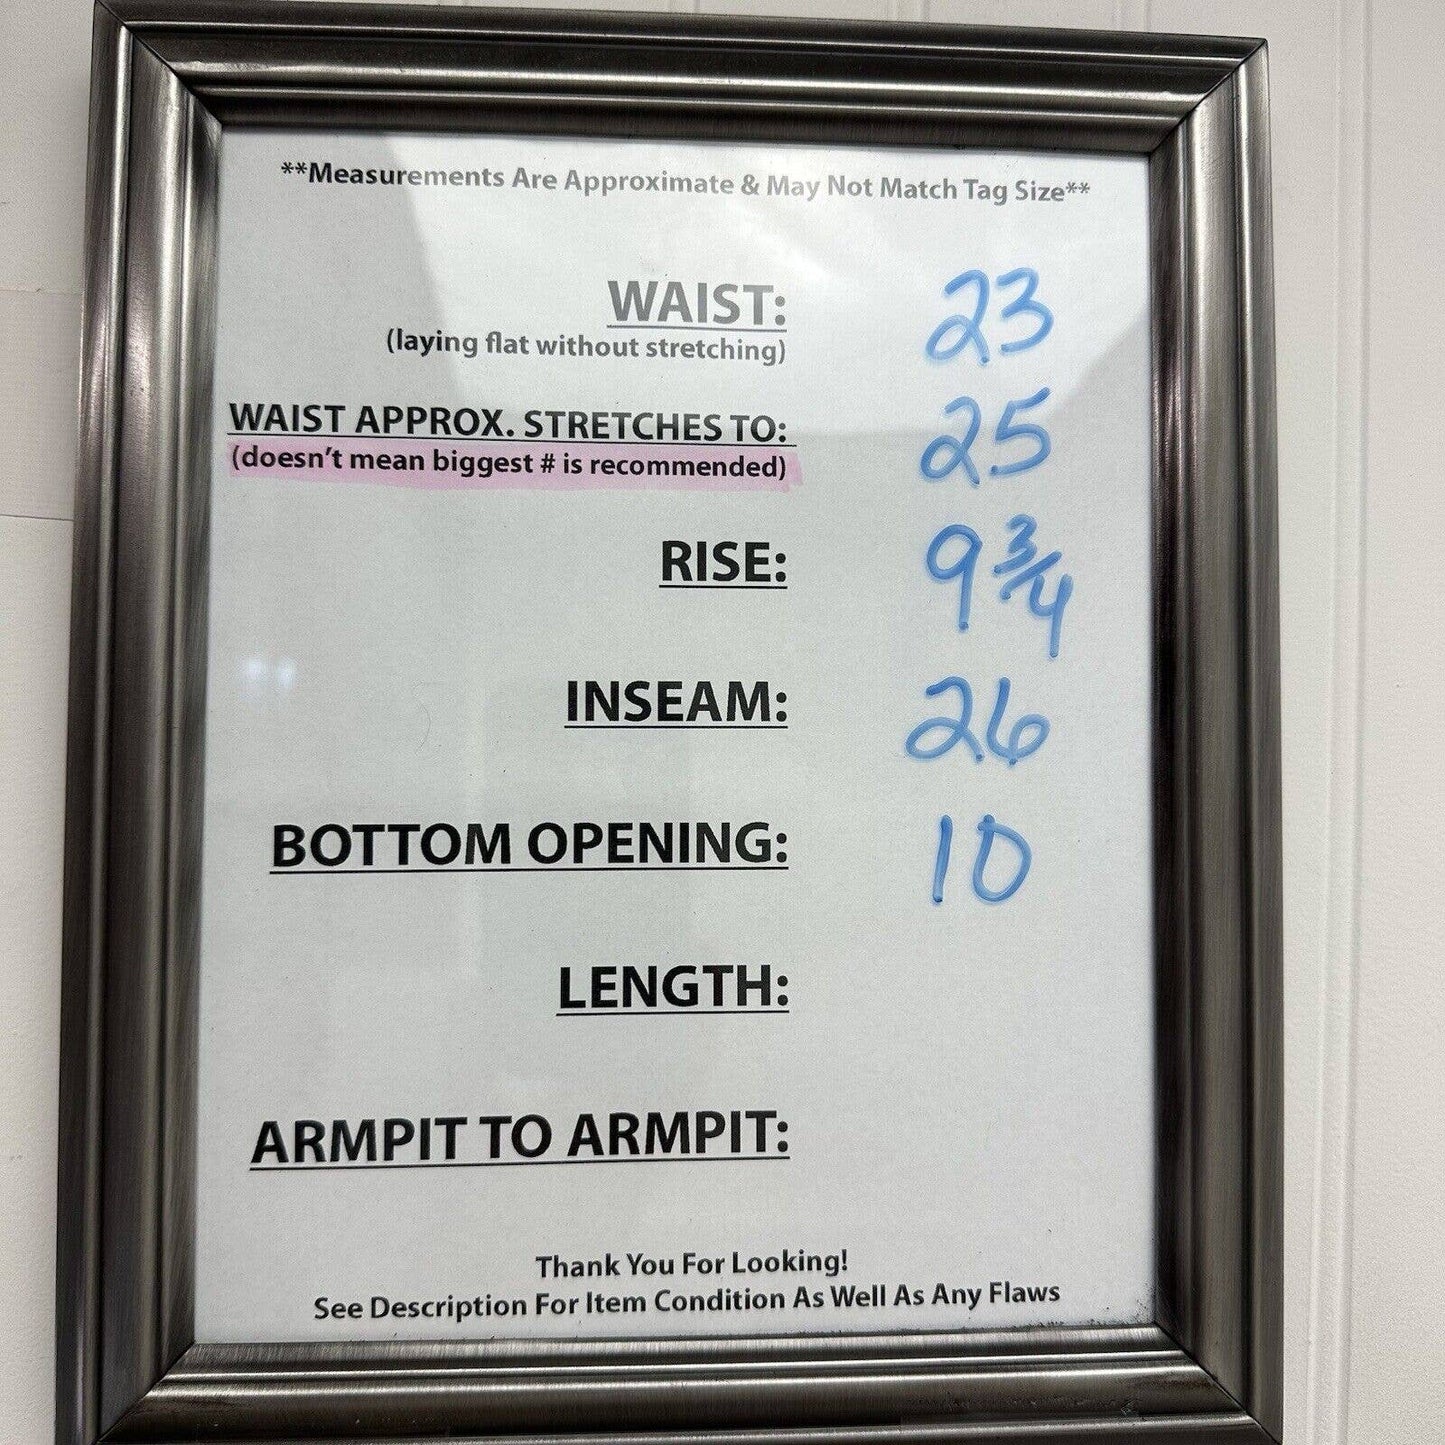 **Measurements Are Approximate & May Not Match Tag Size**
WAIST: 23
(laying flat without stretching)
WAIST APPROX. STRETCHES TO: 25
(doesn't mean biggest # is recommended)
RISE: 9 3/4
INSEAM: 26
BOTTOM OPENING: 10
LENGTH:
ARMPIT TO ARMPIT:
Thank You For Looking!
See Description For Item Condition As Well As Any Flaws